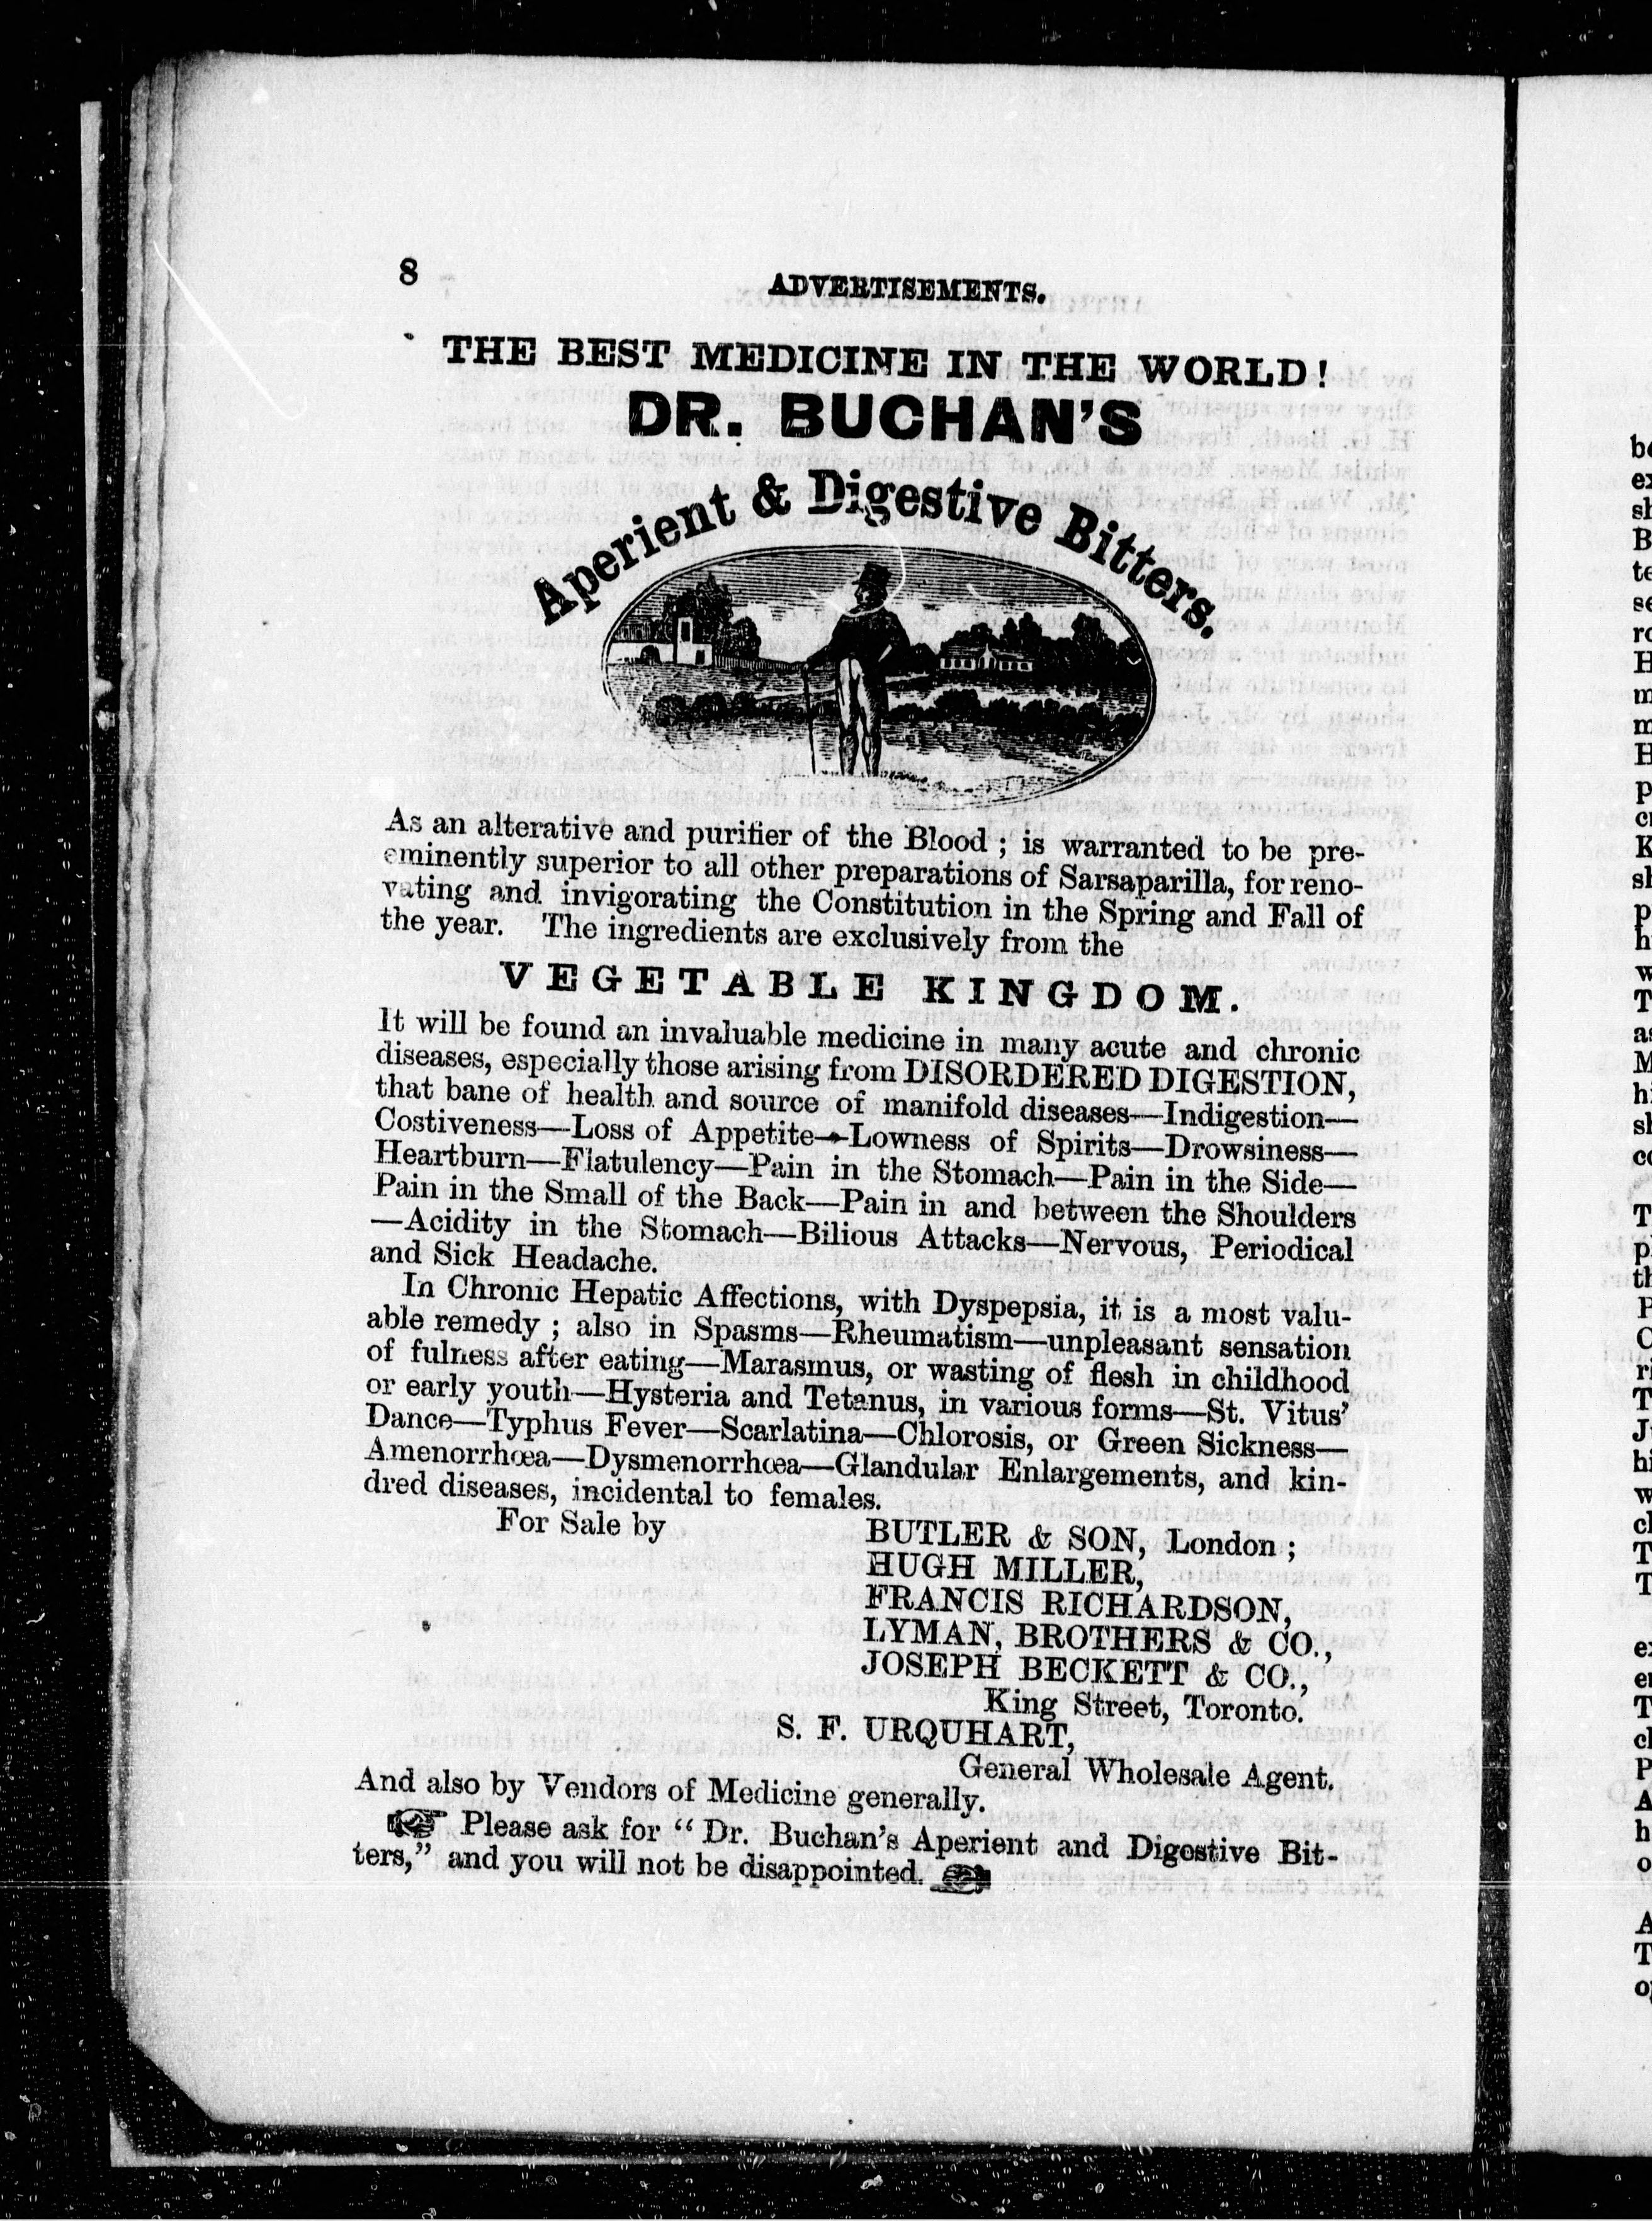 8
ADVERTISEMENTS.
THE BEST MEDICINE IN THE WORLD!
DR. BUCHAN'S
Aperient & Digestive Bitters.
As an alterative and purifier of the Blood ; is warranted to be pre-
eminently superior to all other preparations of Sarsaparilla, for reno-
vating and invigorating the Constitution in the Spring and Fall of
the year. The ingredients are exclusively from the
VEGETABLE KINGDOM.
It will be found an invaluable medicine in many acute and chronic
diseases, especially those arising from DISORDERED DIGESTION,
that bane of health and source of manifold diseases—Indigestion—
Costiveness—Loss of Appetite—Lowness of Spirits—Drowsiness—
Heartburn—Flatulency—Pain in the Stomach—Pain in the Side—
Pain in the Small of the Back—Pain in and between the Shoulders
—Acidity in the Stomach—Bilious Attacks—Nervous, Periodical
and Sick Headache.
In Chronic Hepatic Affections, with Dyspepsia, it is a most valu-
able remedy ; also in Spasms—Rheumatism—unpleasant sensation
of fulness after eating—Marasmus, or wasting of flesh in childhood
or early youth—Hysteria and Tetanus, in various forms—St. Vitus'
Dance—Typhus Fever—Scarlatina—Chlorosis, or Green Sickness—
Amenorrhœa—Dysmenorrhœa—Glandular Enlargements, and kin-
dred diseases, incidental to females.
For Sale by BUTLER & SON, London ;
HUGH MILLER,
FRANCIS RICHARDSON,
LYMAN, BROTHERS & CO.,
JOSEPH BECKETT & CO.,
King Street, Toronto.
S. F. URQUHART,
General Wholesale Agent.
And also by Vendors of Medicine generally.
☞ Please ask for "Dr. Buchan's Aperient and Digestive Bit-
ters," and you will not be disappointed. ☜